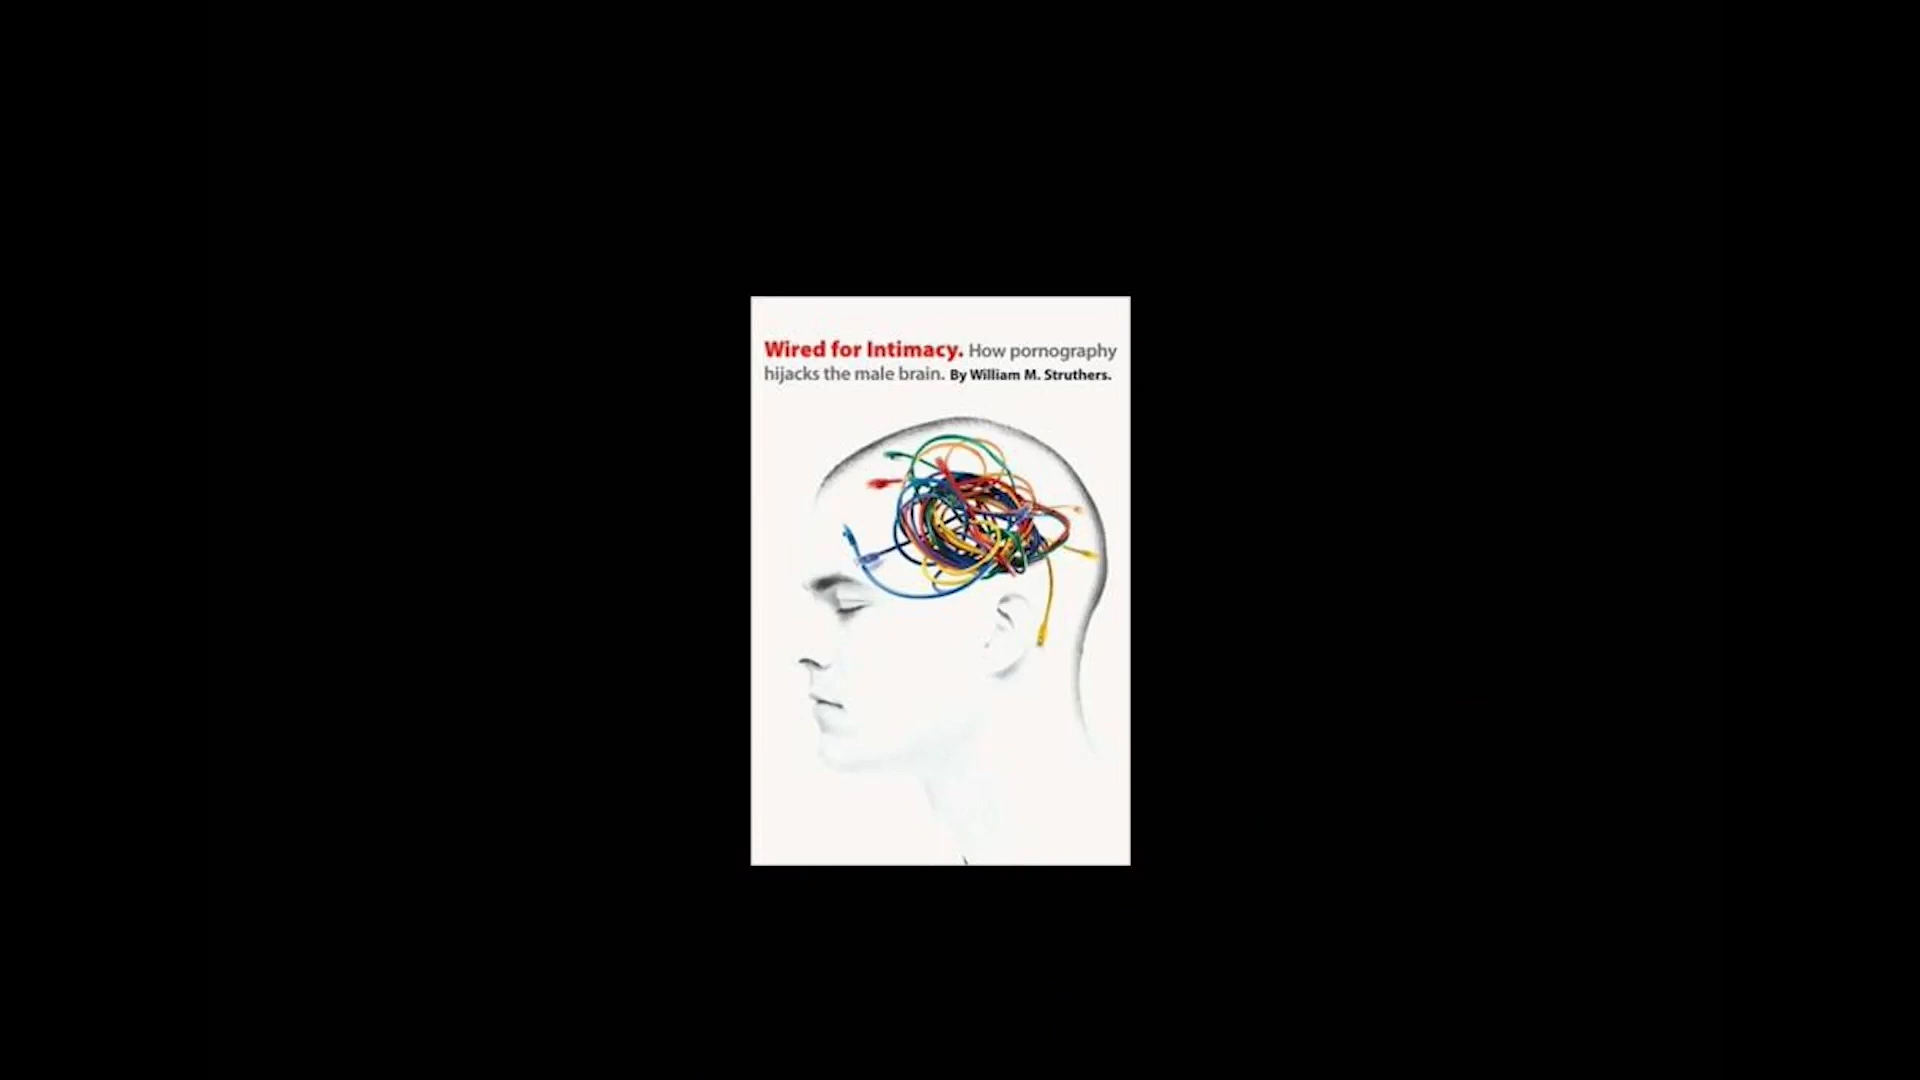 Wired for Intimacy. How pornography
hijacks the male brain. By William M. Struthers.